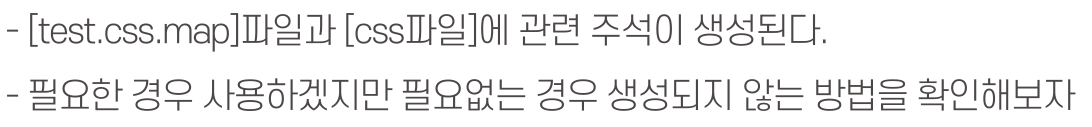 - [test.css.map]파일과 [css파일]에 관련 주석이 생성된다.
- 필요한 경우 사용하겠지만 필요없는 경우 생성되지 않는 방법을 확인해보자